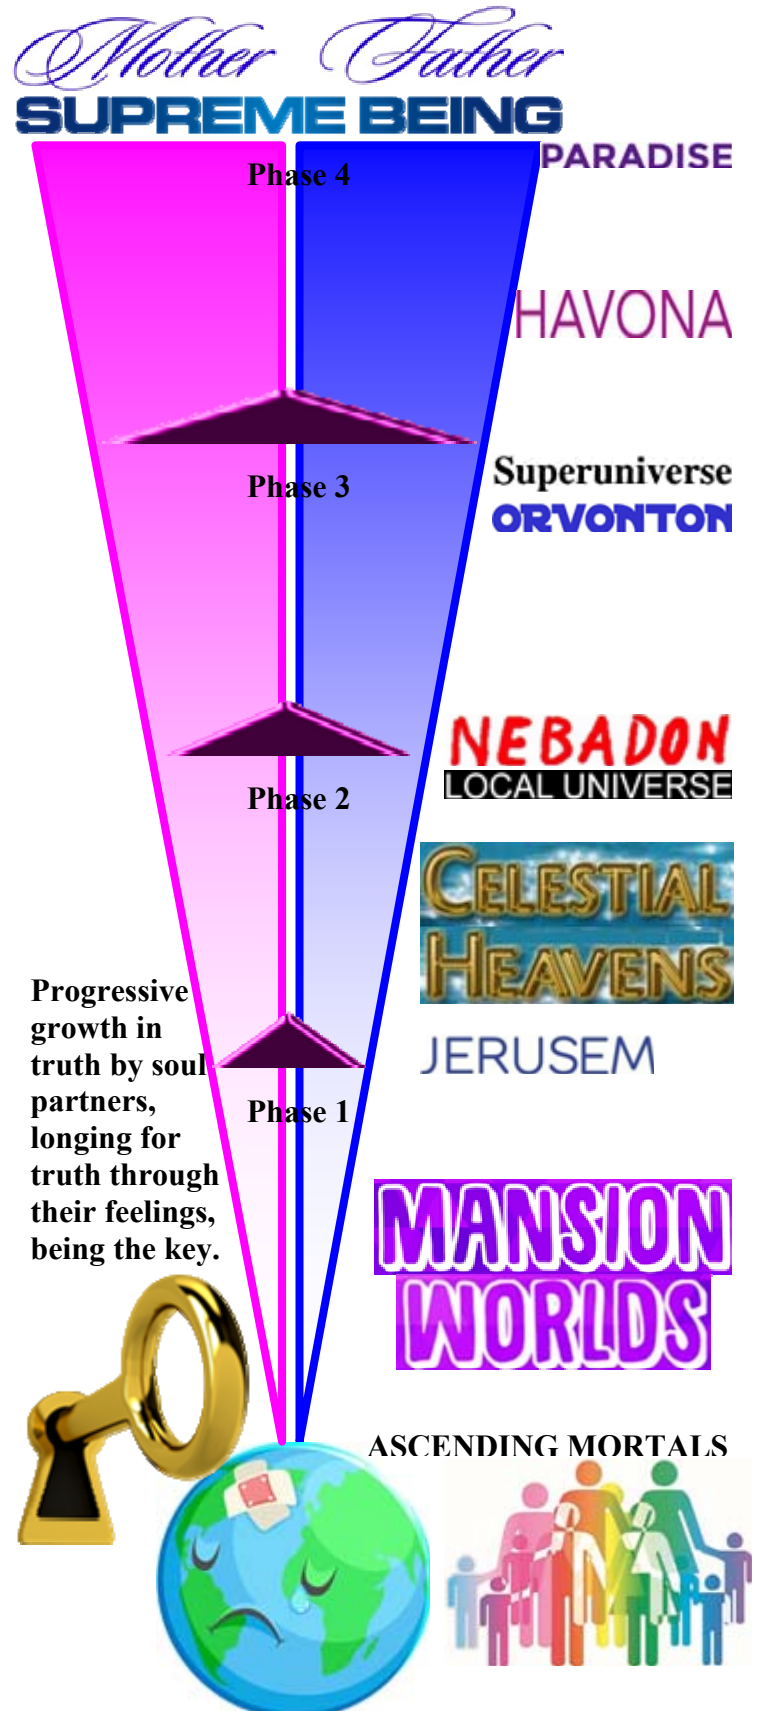 Mother Father
SUPREME BEING
PARADISE
Phase 4
HAVONA
Superuniverse
Phase 3
ORVONTON
NEBADON
LOCAL UNIVERSE
Phase 2
CELESTIAL
HEAVENS
Progressive
growth in
truth by soul
partners,
longing for
truth through
their feelings,
being the key.
JERUSEM
Phase 1
MANSION
WORLDS
ASCENDING MORTALS